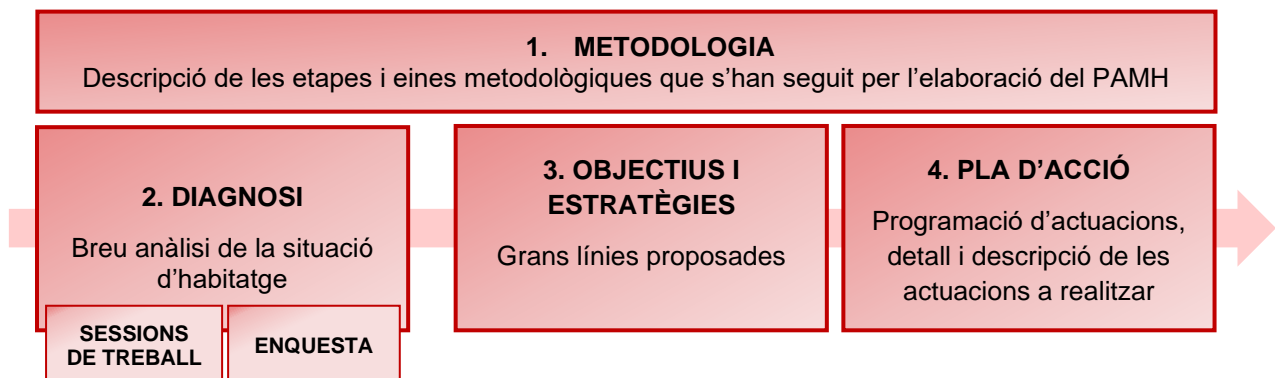 1. METODOLOGIA
Descripció de les etapes i eines metodològiques que s’han seguit per l’elaboració del PAMH
2. DIAGNOSI
Breu anàlisi de la situació
d’habitatge
SESSIONS
DE TREBALL
ENQUESTA
3. OBJECTIUS I
ESTRATÈGIES
Grans línies proposades
4. PLA D’ACCIÓ
Programació d’actuacions,
detall i descripció de les
actuacions a realitzar